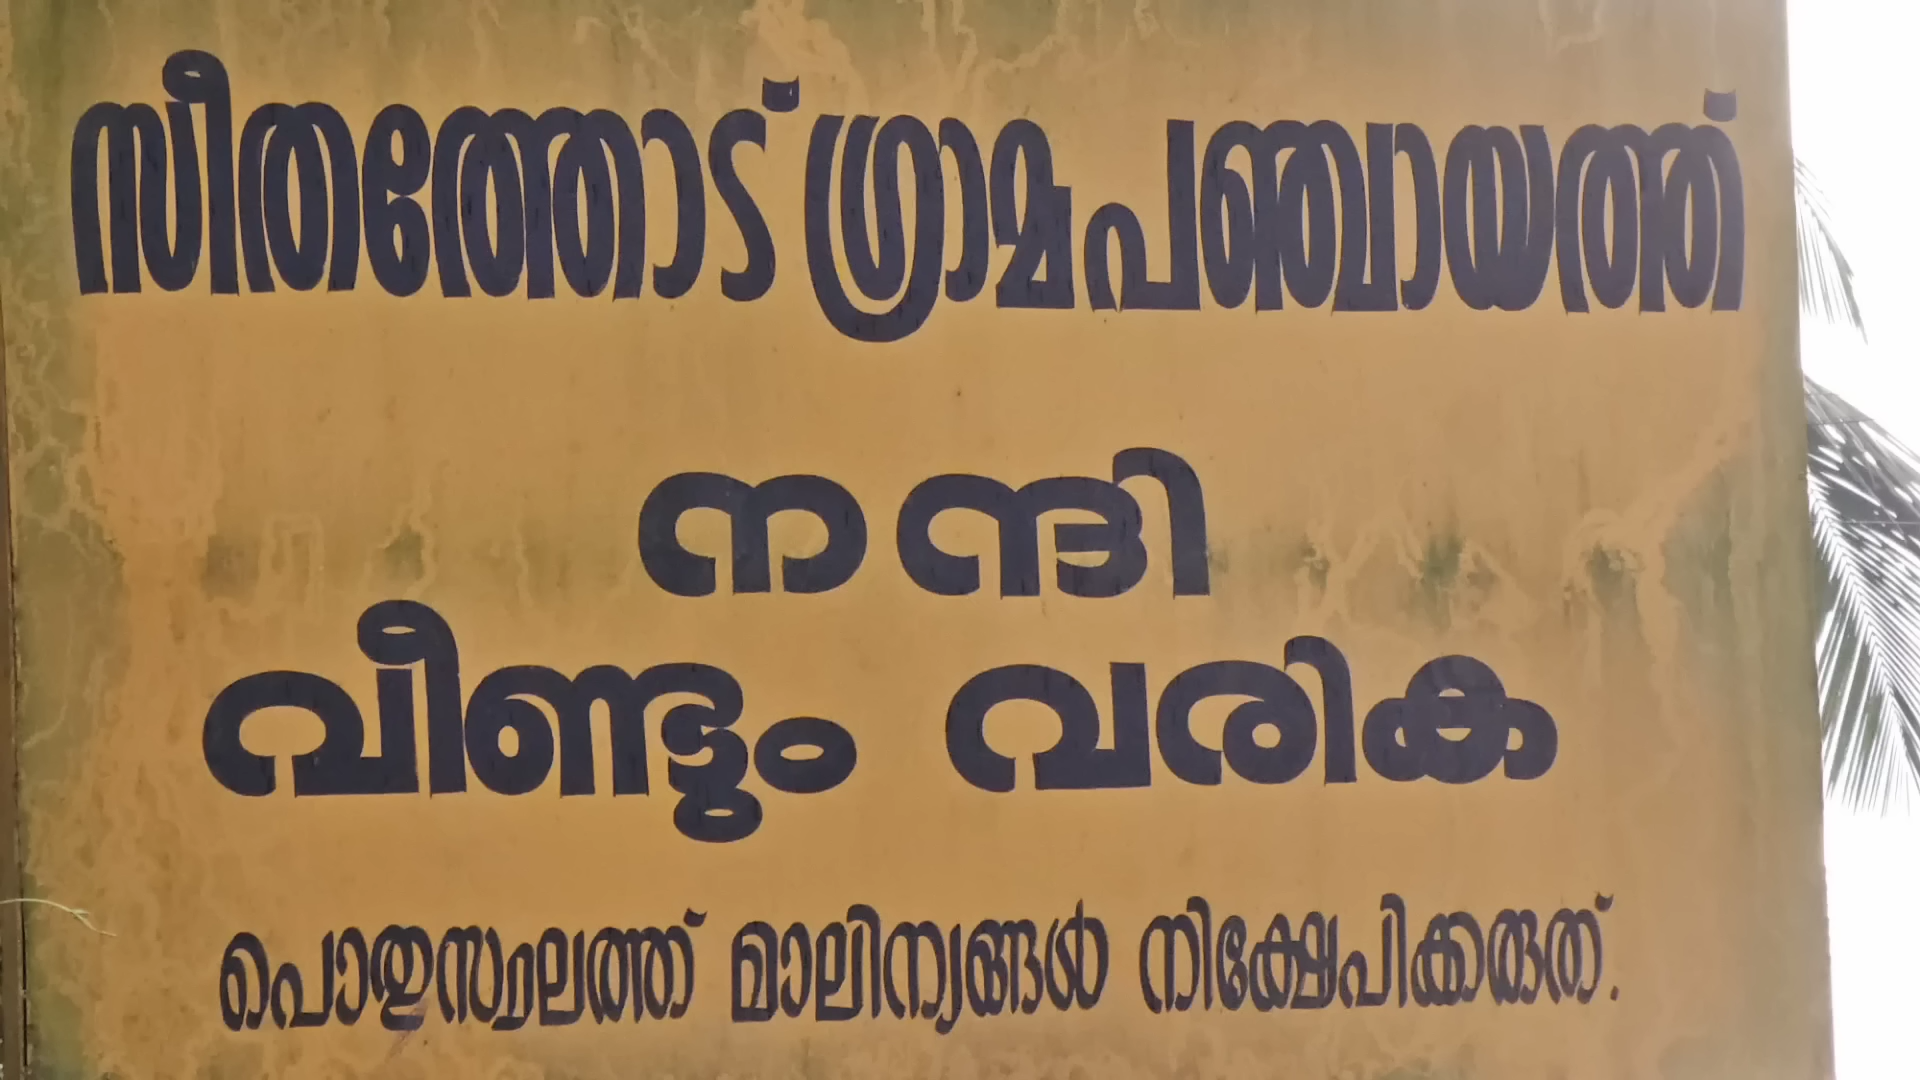 സീതത്തോട് ഗ്രാമപഞ്ചായത്ത്
നന്ദി
വീണ്ടും വരിക
പൊതുസ്ഥലത്ത് മാലിന്യങ്ങൾ നിക്ഷേപിക്കരുത്.